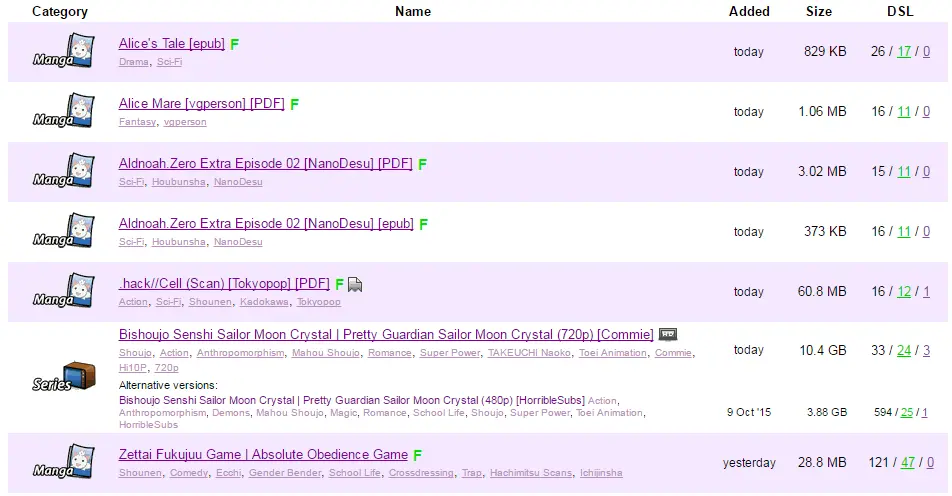 Category Name Added Size DSL
Manga Alice's Tale [epub] F today 829 KB 26 / 17 / 0
Drama, Sci-Fi
Manga Alice Mare [vgperson] [PDF] F today 1.06 MB 16 / 11 / 0
Fantasy, vgperson
Manga Aldnoah.Zero Extra Episode 02 [NanoDesu] [PDF] F today 3.02 MB 15 / 11 / 0
Sci-Fi, Houbunsha, NanoDesu
Manga Aldnoah.Zero Extra Episode 02 [NanoDesu] [epub] F today 373 KB 16 / 11 / 0
Sci-Fi, Houbunsha, NanoDesu
Manga .hack//Cell (Scan) [Tokyopop] [PDF] F today 60.8 MB 16 / 12 / 1
Action, Sci-Fi, Shounen, Kadokawa, Tokyopop
Bishoujo Senshi Sailor Moon Crystal | Pretty Guardian Sailor Moon Crystal (720p) [Commie] today 10.4 GB 33 / 24 / 3
Shoujo, Action, Anthropomorphism, Mahou Shoujo, Romance, Super Power, TAKEUCHI Naoko, Toei Animation, Commie,
Hi10P, 720p
Series Alternative versions:
Bishoujo Senshi Sailor Moon Crystal | Pretty Guardian Sailor Moon Crystal (480p) [HorribleSubs] Action,
Anthropomorphism, Demons, Mahou Shoujo, Magic, Romance, School Life, Shoujo, Super Power, Toei Animation, 9 Oct '15 3.88 GB 594 / 25 / 1
HorribleSubs
Manga Zettai Fukujuu Game | Absolute Obedience Game F yesterday 28.8 MB 121 / 47 / 0
Shounen, Comedy, Ecchi, Gender Bender, School Life, Crossdressing, Trap, Hachimitsu Scans, Ichijinsha